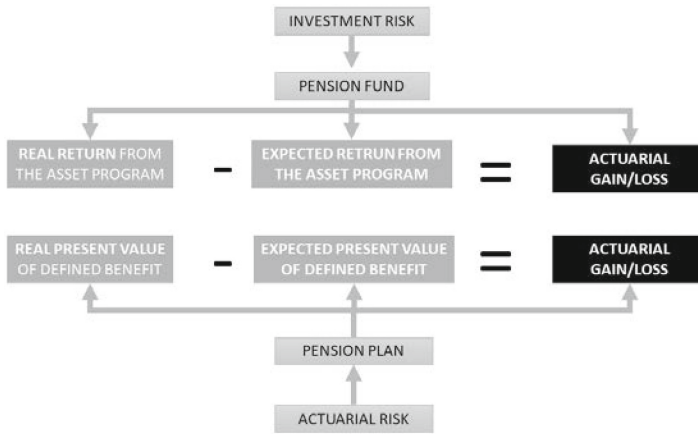 INVESTMENT RISK
PENSION FUND
REAL RETURN FROM
THE ASSET PROGRAM
-
EXPECTED RETRUN FROM
THE ASSET PROGRAM
=
ACTUARIAL
GAIN/LOSS
REAL PRESENT VALUE
OF DEFINED BENEFIT
-
EXPECTED PRESENT VALUE
OF DEFINED BENEFIT
=
ACTUARIAL
GAIN/LOSS
PENSION PLAN
ACTUARIAL RISK